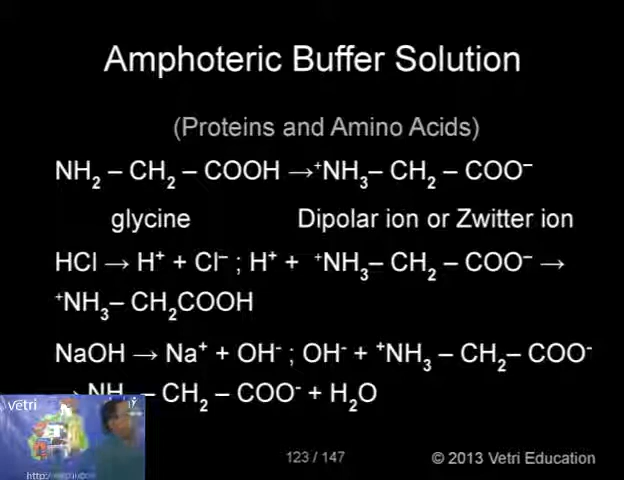 Amphoteric Buffer Solution
(Proteins and Amino Acids)
NH₂ – CH₂ – COOH →⁺NH₃– CH₂ – COO⁻
glycine Dipolar ion or Zwitter ion
HCl → H⁺ + Cl⁻ ; H⁺ + ⁺NH₃– CH₂ – COO⁻ →
⁺NH₃– CH₂COOH
NaOH → Na⁺ + OH⁻ ; OH⁻ + ⁺NH₃ – CH₂– COO⁻
→ NH₂ – CH₂ – COO⁻ + H₂O
vetri
http://
123 / 147 © 2013 Vetri Education